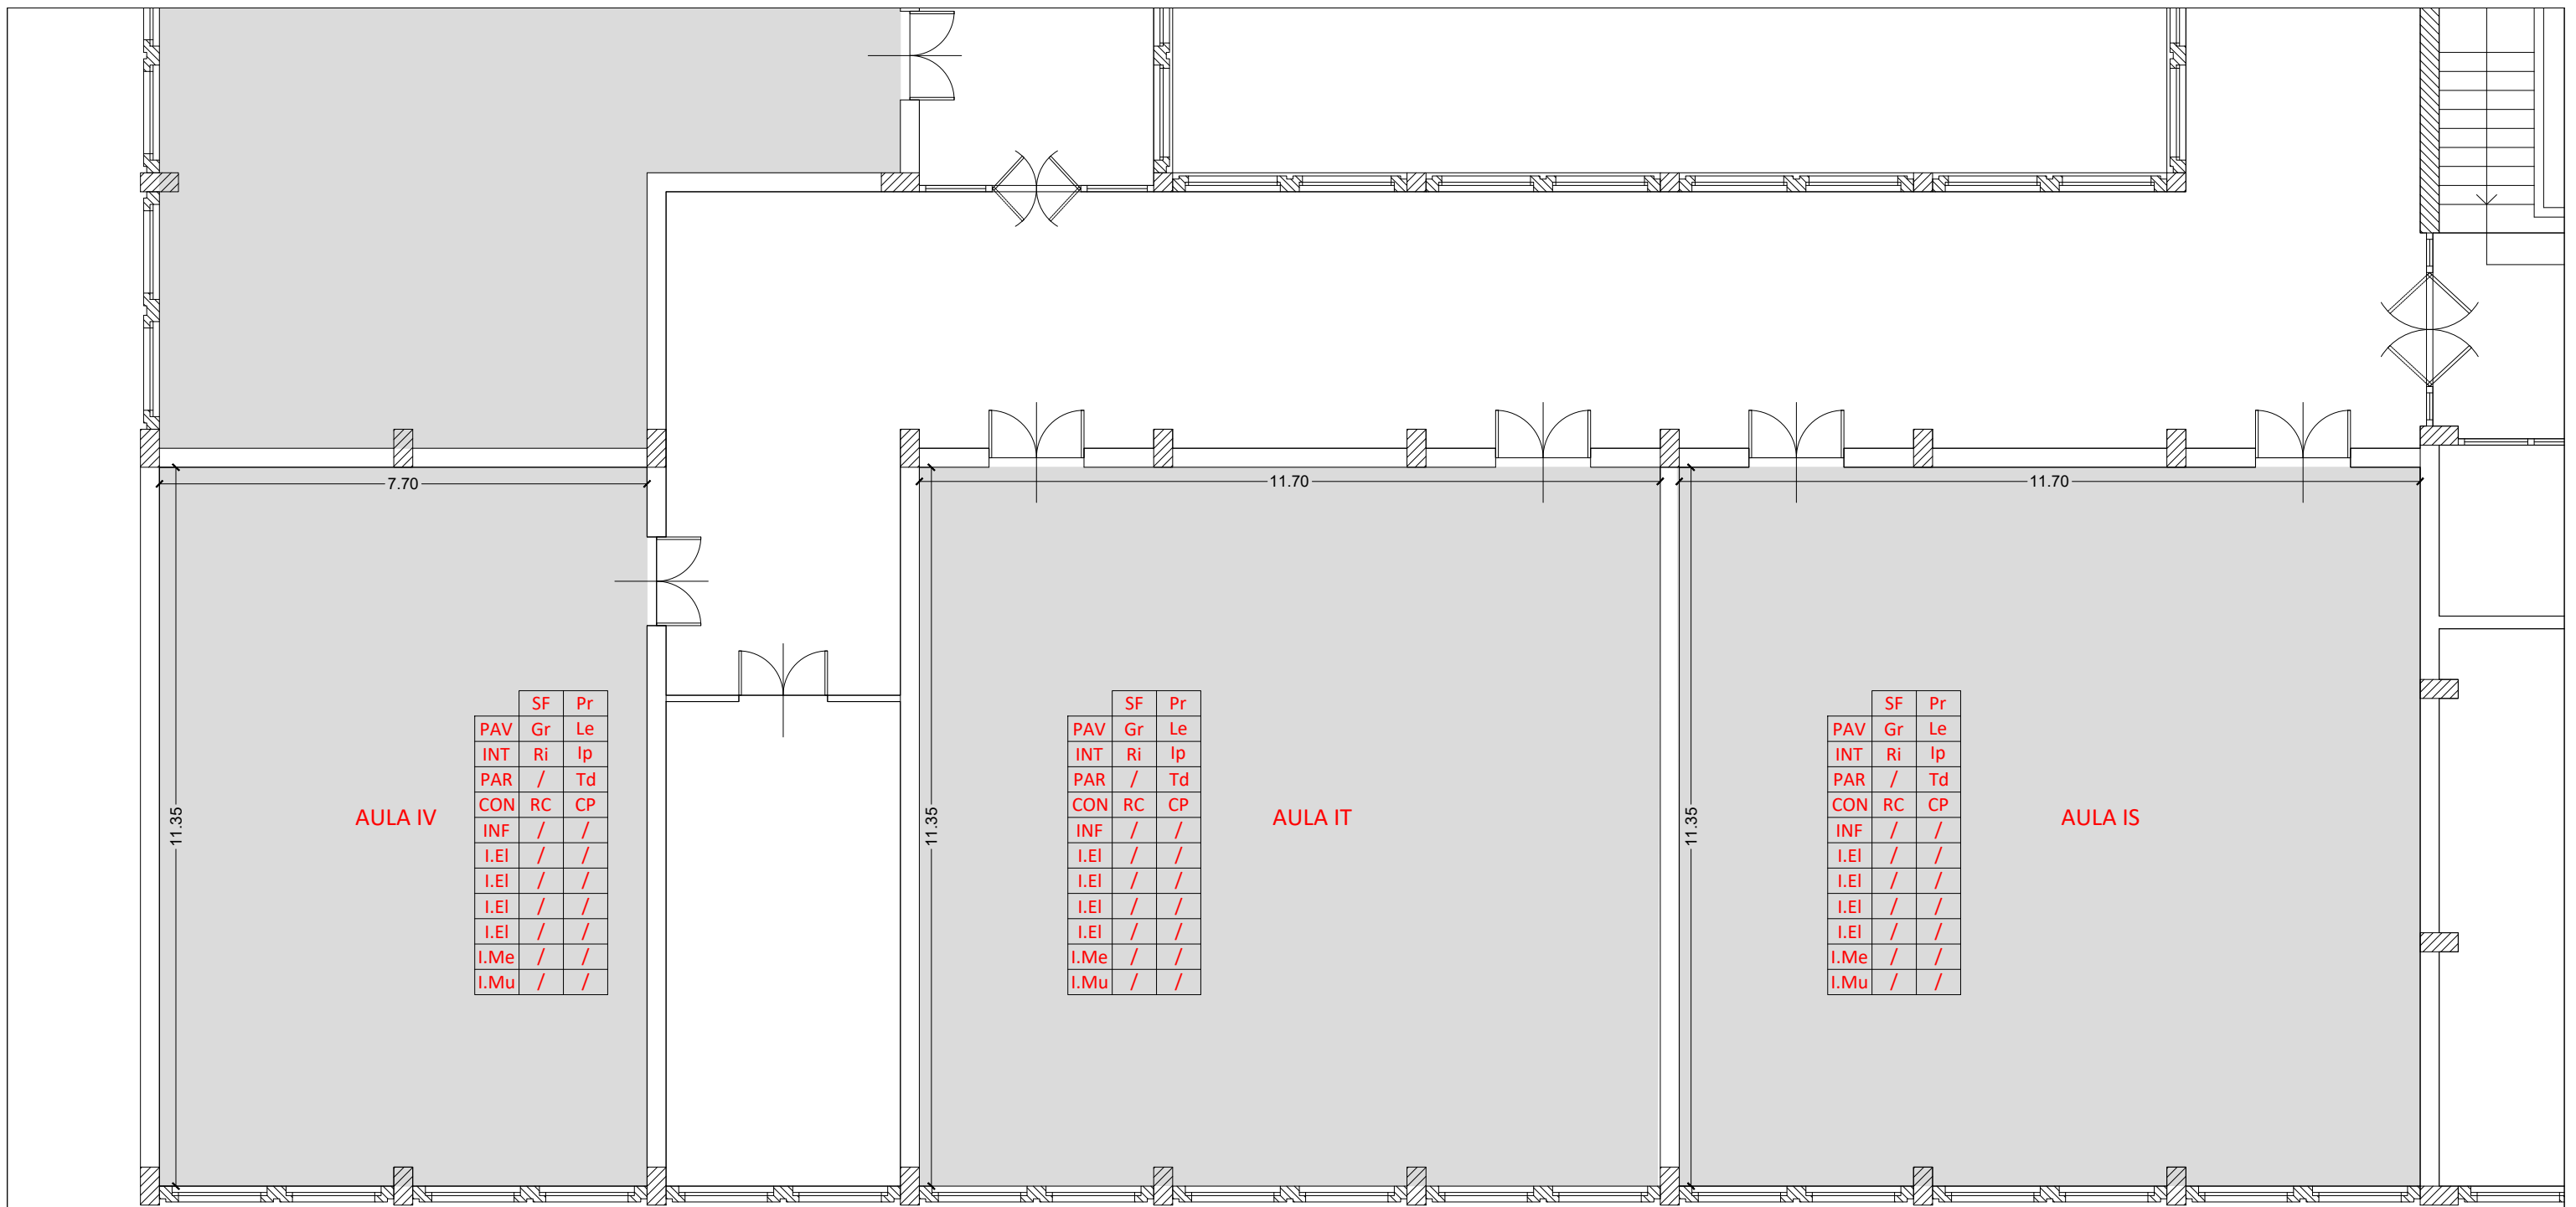 7.70
11.70
11.70
11.35
11.35
11.35
SF Pr
PAV Gr Le
INT Ri Ip
PAR / Td
CON RC CP
INF / /
I.El / /
I.El / /
I.El / /
I.El / /
I.Me / /
I.Mu / /
AULA IV
SF Pr
PAV Gr Le
INT Ri Ip
PAR / Td
CON RC CP
INF / /
I.El / /
I.El / /
I.El / /
I.El / /
I.Me / /
I.Mu / /
AULA IT
SF Pr
PAV Gr Le
INT Ri Ip
PAR / Td
CON RC CP
INF / /
I.El / /
I.El / /
I.El / /
I.El / /
I.Me / /
I.Mu / /
AULA IS